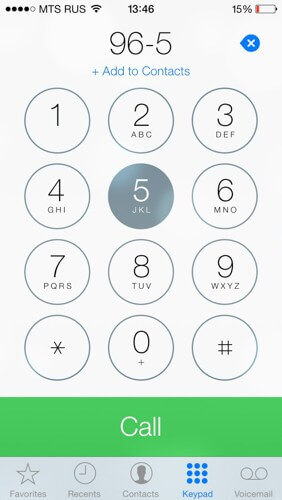 MTS RUS 13:46 15%
96-5
+ Add to Contacts
1 2 3
ABC DEF
4 5 6
GHI JKL MNO
7 8 9
PQRS TUV WXYZ
* 0 #
+
Call
Favorites Recents Contacts Keypad Voicemail